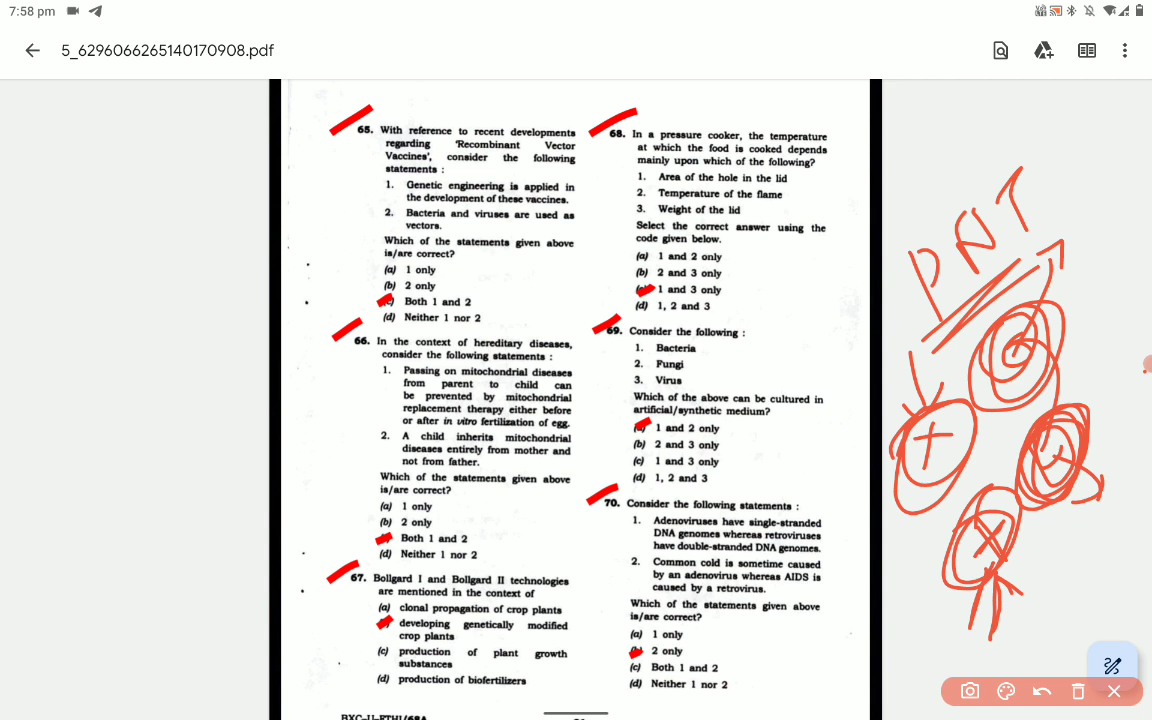 7:58 pm
5_6296066265140170908.pdf
65. With reference to recent developments
regarding 'Recombinant Vector
Vaccines', consider the following
statements :
1. Genetic engineering is applied in
the development of these vaccines.
2. Bacteria and viruses are used as
vectors.
Which of the statements given above
is/are correct?
(a) 1 only
(b) 2 only
(c) Both 1 and 2
(d) Neither 1 nor 2
66. In the context of hereditary diseases,
consider the following statements :
1. Passing on mitochondrial diseases
from parent to child can
be prevented by mitochondrial
replacement therapy either before
or after in vitro fertilization of egg.
2. A child inherits mitochondrial
diseases entirely from mother and
not from father.
Which of the statements given above
is/are correct?
(a) 1 only
(b) 2 only
Both 1 and 2
(d) Neither 1 nor 2
67. Bollgard I and Bollgard II technologies
are mentioned in the context of
(a) clonal propagation of crop plants
developing genetically modified
crop plants
(c) production of plant growth
substances
(d) production of biofertilizers
68. In a pressure cooker, the temperature
at which the food is cooked depends
mainly upon which of the following?
1. Area of the hole in the lid
2. Temperature of the flame
3. Weight of the lid
Select the correct answer using the
code given below.
(a) 1 and 2 only
(b) 2 and 3 only
1 and 3 only
(d) 1, 2 and 3
69. Consider the following :
1. Bacteria
2. Fungi
3. Virus
Which of the above can be cultured in
artificial/synthetic medium?
1 and 2 only
(b) 2 and 3 only
(c) 1 and 3 only
(d) 1, 2 and 3
70. Consider the following statements :
1. Adenoviruses have single-stranded
DNA genomes whereas retroviruses
have double-stranded DNA genomes.
2. Common cold is sometime caused
by an adenovirus whereas AIDS is
caused by a retrovirus.
Which of the statements given above
is/are correct?
(a) 1 only
2 only
(c) Both 1 and 2
(d) Neither 1 nor 2
PNT